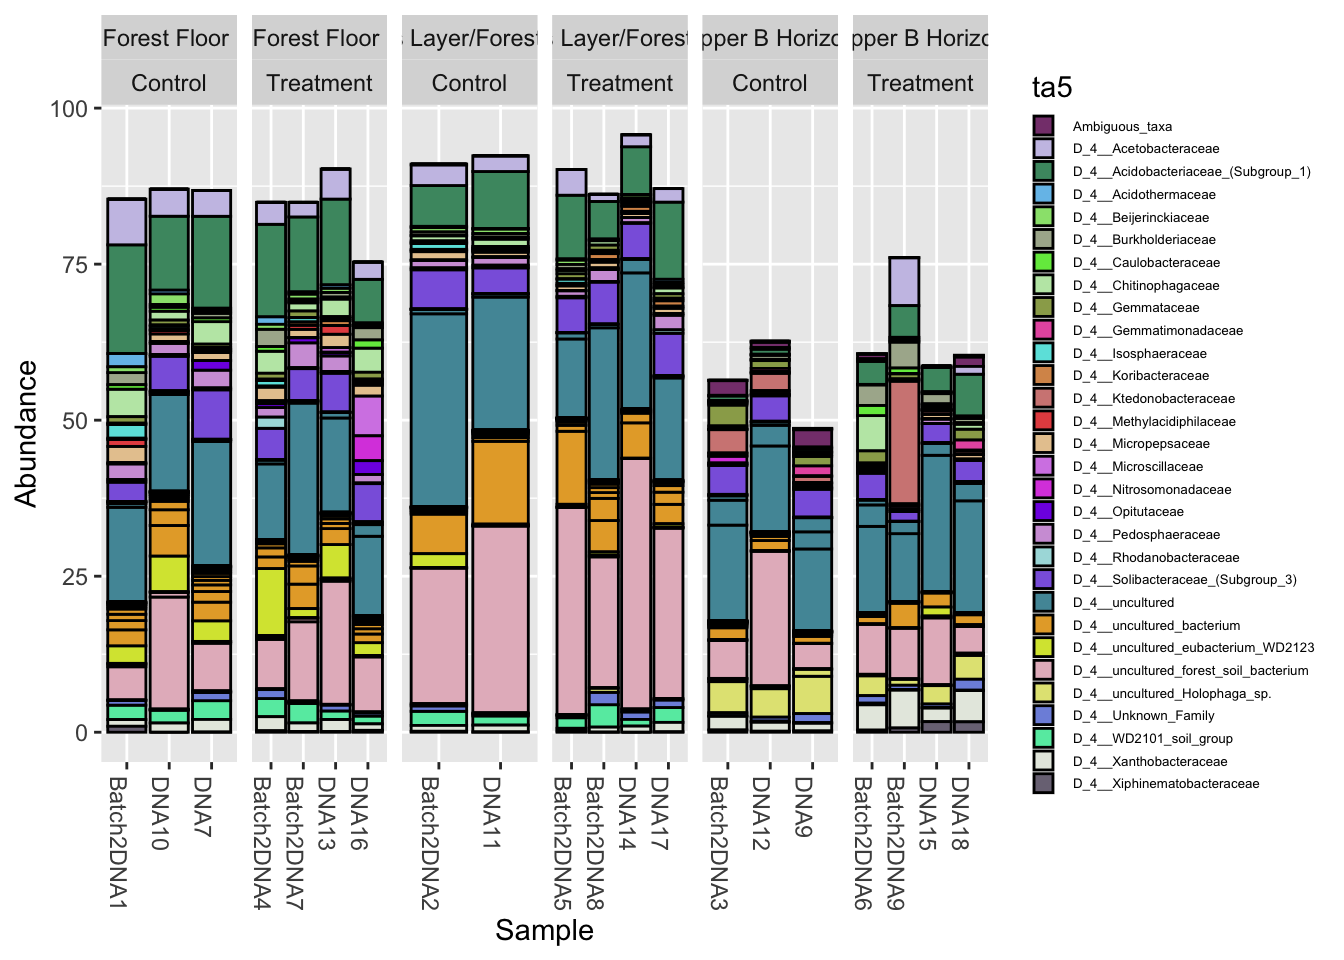 Forest Floor
Forest Floor
Layer/Forest
Layer/Forest
pper B Horizo
pper B Horizo
Control
Treatment
Control
Treatment
Control
Treatment
Abundance
100
75
50
25
0
Batch2DNA1
DNA10
DNA7
Batch2DNA4
Batch2DNA7
DNA13
DNA16
Batch2DNA2
DNA11
Batch2DNA5
Batch2DNA8
DNA14
DNA17
Batch2DNA3
DNA12
DNA9
Batch2DNA6
Batch2DNA9
DNA15
DNA18
Sample
ta5
Ambiguous_taxa
D_4__Acetobacteraceae
D_4__Acidobacteriaceae_(Subgroup_1)
D_4__Acidothermaceae
D_4__Beijerinckiaceae
D_4__Burkholderiaceae
D_4__Caulobacteraceae
D_4__Chitinophagaceae
D_4__Gemmataceae
D_4__Gemmatimonadaceae
D_4__Isosphaeraceae
D_4__Koribacteraceae
D_4__Ktedonobacteraceae
D_4__Methylacidiphilaceae
D_4__Micropepsaceae
D_4__Microscillaceae
D_4__Nitrosomonadaceae
D_4__Opitutaceae
D_4__Pedosphaeraceae
D_4__Rhodanobacteraceae
D_4__Solibacteraceae_(Subgroup_3)
D_4__uncultured
D_4__uncultured_bacterium
D_4__uncultured_eubacterium_WD2123
D_4__uncultured_forest_soil_bacterium
D_4__uncultured_Holophaga_sp.
D_4__Unknown_Family
D_4__WD2101_soil_group
D_4__Xanthobacteraceae
D_4__Xiphinematobacteraceae